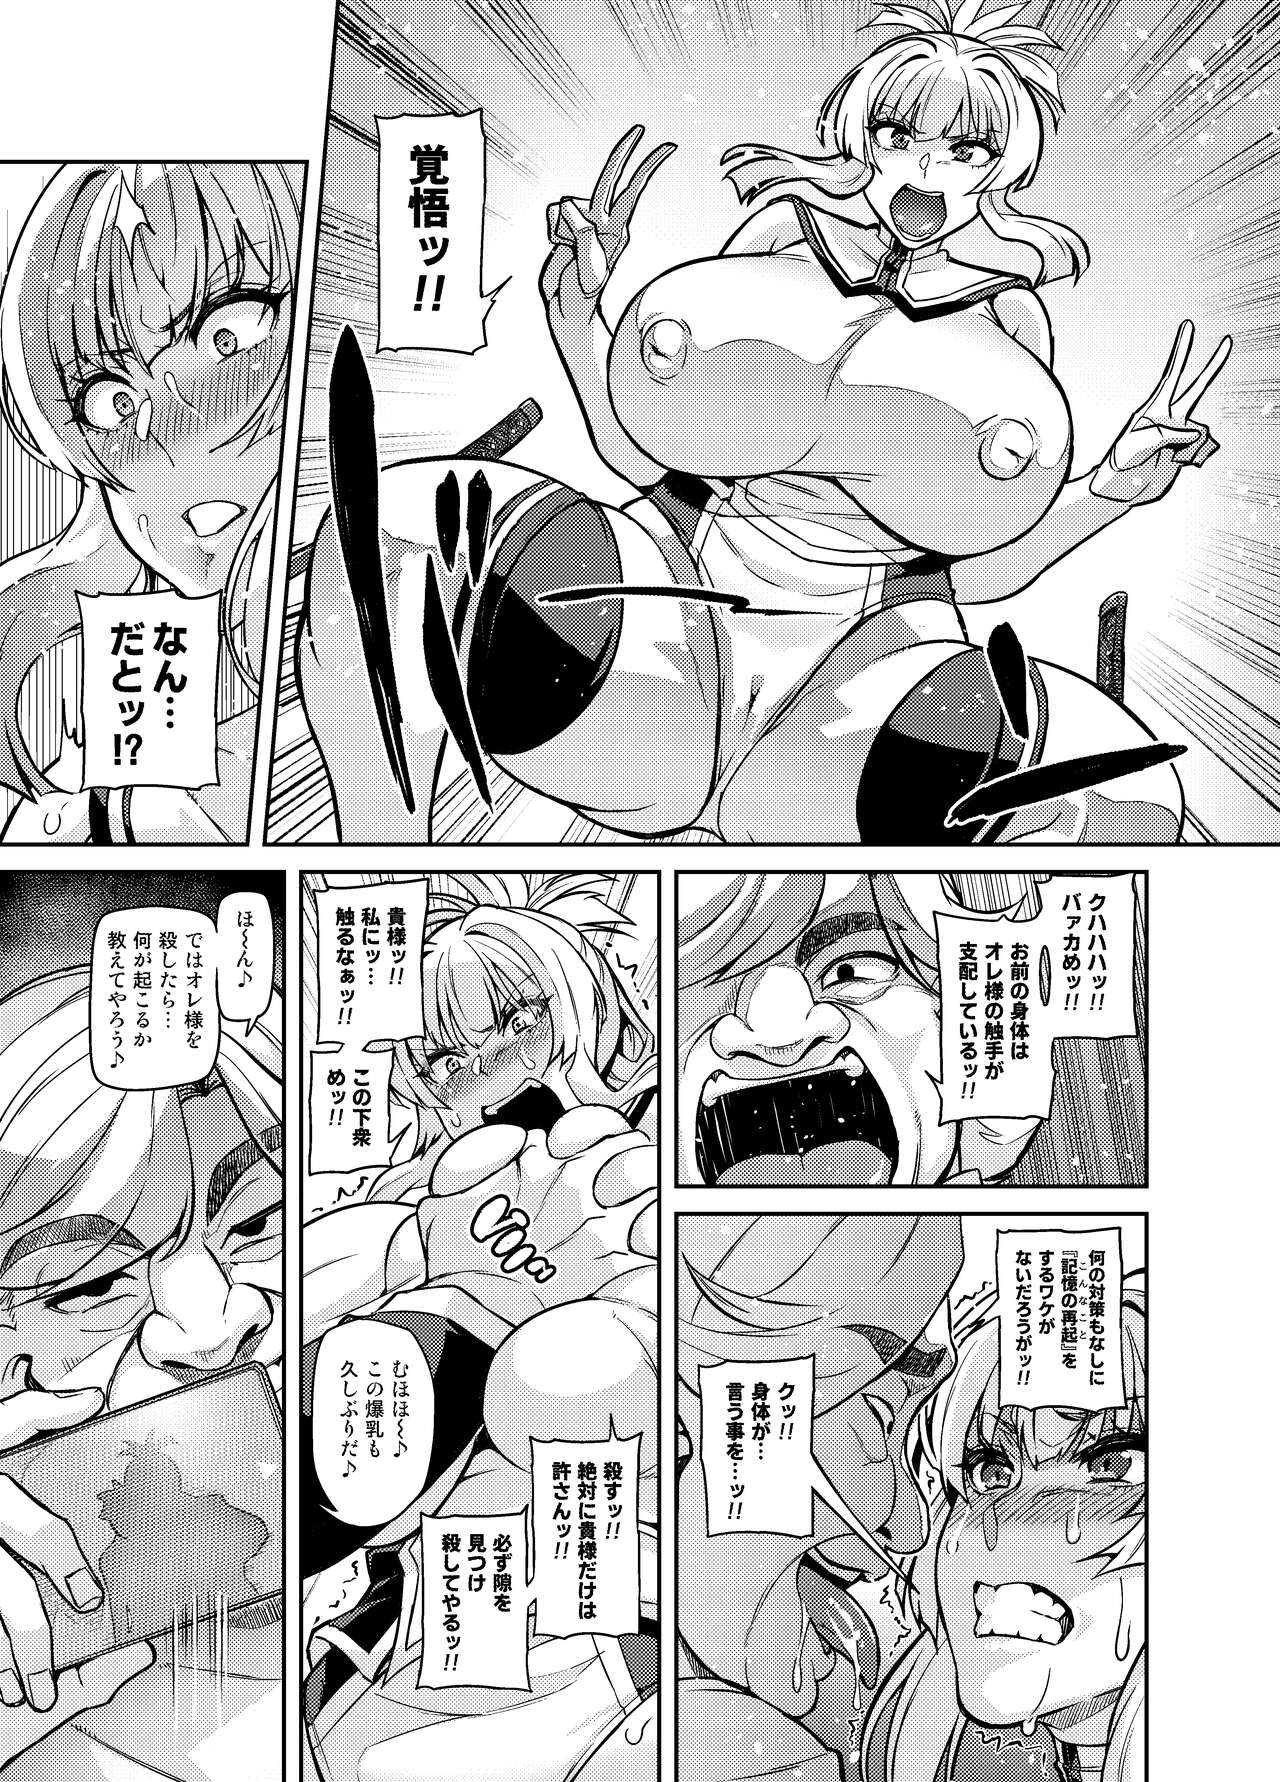 覚悟ッ!!
なん…
だとッ!?
クハハハッ!!
バァカめッ!!
お前の身体は
オレ様の触手が
支配しているッ!!
何の対策もなしに
『記憶の再起』を
こんなこと
するワケが
ないだろうがッ!!
クッ!!
身体が…
言う事を…ッ!!
貴様ッ!!
私にッ…
触るなぁッ!!
この下衆
めッ!!
むほほ〜♪
この爆乳も
久しぶりだ♪
殺すッ!!
絶対に貴様だけは
許さんッ!!
必ず隙を
見つけ
殺してやるッ!!
ほ〜ん♪
ではオレ様を
殺したら…
何が起こるか
教えてやろう♪